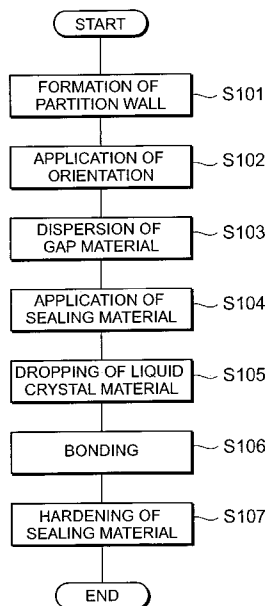 START
FORMATION OF
PARTITION WALL
S101
APPLICATION OF
ORIENTATION
S102
DISPERSION OF
GAP MATERIAL
S103
APPLICATION OF
SEALING MATERIAL
S104
DROPPING OF LIQUID
CRYSTAL MATERIAL
S105
BONDING
S106
HARDENING OF
SEALING MATERIAL
S107
END